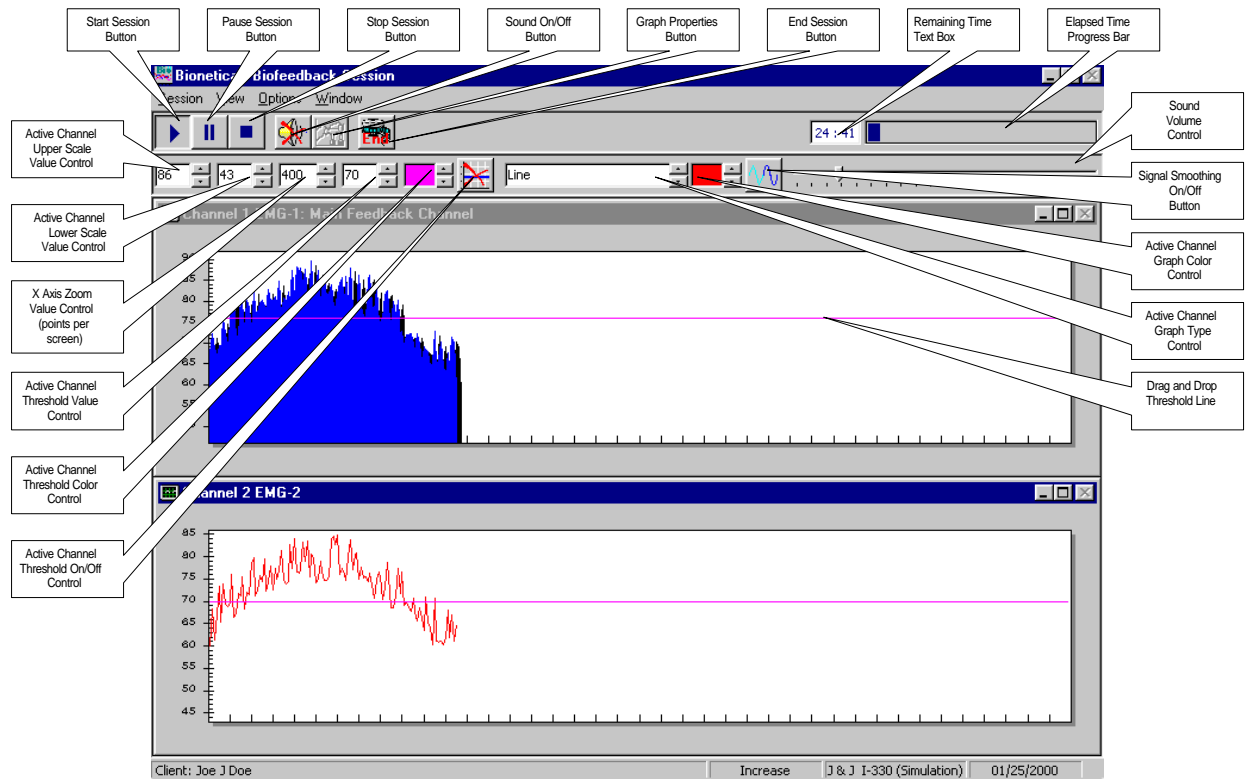 Start Session
Button
Pause Session
Button
Stop Session
Button
Sound On/Off
Button
Graph Properties
Button
End Session
Button
Remaining Time
Text Box
Elapsed Time
Progress Bar
Biofeedback Session
Session View Options Window
End
24:41
Sound
Volume
Control
Active Channel
Upper Scale
Value Control
86 43 400 70 Line
Signal Smoothing
On/Off
Button
Active Channel
Lower Scale
Value Control
Channel 1 EMG-1: Main Feedback Channel
Active Channel
Graph Color
Control
X Axis Zoom
Value Control
(points per
screen)
85
80
75
65
60
Active Channel
Graph Type
Control
Active Channel
Threshold Value
Control
Drag and Drop
Threshold Line
Active Channel
Threshold Color
Control
Channel 2 EMG-2
Active Channel
Threshold On/Off
Control
85
80
75
70
65
60
55
50
45
Client: Joe J Doe Increase J & J I-330 (Simulation) 01/25/2000